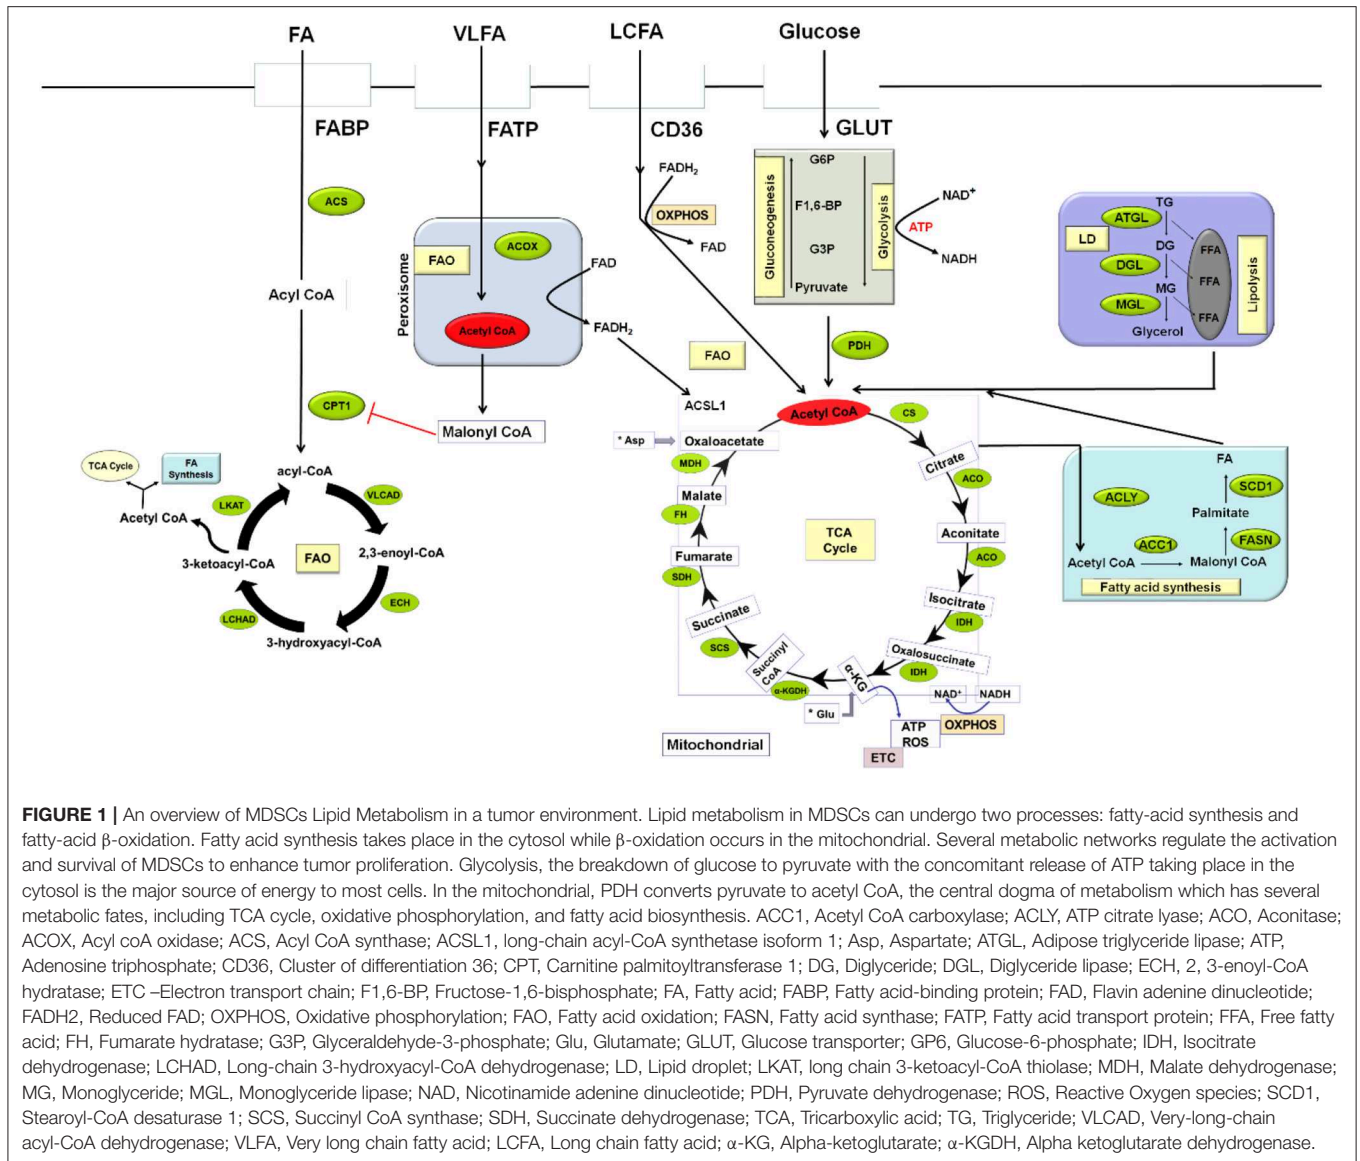 FA
VLFA
LCFA
Glucose
FABP
FATP
CD36
GLUT
ACS
Acyl CoA
CPT1
Peroxisome
FAO
ACOX
Acetyl CoA
FAD
FADH2
Malonyl CoA
ACSL1
FADH2
OXPHOS
FAD
FAO
Gluconeogenesis
G6P
F1,6-BP
G3P
Pyruvate
Glycolysis
NAD+
ATP
NADH
PDH
LD
ATGL
DGL
MGL
TG
DG
MG
Glycerol
FFA
FFA
FFA
Lipolysis
TCA Cycle
FA
Synthesis
Acetyl CoA
acyl-CoA
VLCAD
2,3-enoyl-CoA
ECH
3-hydroxyacyl-CoA
LCHAD
3-ketoacyl-CoA
LKAT
FAO
Acetyl CoA
CS
Citrate
ACO
Aconitate
ACO
Isocitrate
IDH
Oxalosuccinate
IDH
α-KG
α-KGDH
Succinyl
CoA
SCS
Succinate
SDH
Fumarate
FH
Malate
MDH
Oxaloacetate
* Asp
* Glu
TCA
Cycle
NAD+
NADH
OXPHOS
ATP
ROS
ETC
Mitochondrial
FA
SCD1
Palmitate
FASN
Malonyl CoA
ACC1
Acetyl CoA
ACLY
Fatty acid synthesis
FIGURE 1 | An overview of MDSCs Lipid Metabolism in a tumor environment. Lipid metabolism in MDSCs can undergo two processes: fatty-acid synthesis and
fatty-acid β-oxidation. Fatty acid synthesis takes place in the cytosol while β-oxidation occurs in the mitochondrial. Several metabolic networks regulate the activation
and survival of MDSCs to enhance tumor proliferation. Glycolysis, the breakdown of glucose to pyruvate with the concomitant release of ATP taking place in the
cytosol is the major source of energy to most cells. In the mitochondrial, PDH converts pyruvate to acetyl CoA, the central dogma of metabolism which has several
metabolic fates, including TCA cycle, oxidative phosphorylation, and fatty acid biosynthesis. ACC1, Acetyl CoA carboxylase; ACLY, ATP citrate lyase; ACO, Aconitase;
ACOX, Acyl coA oxidase; ACS, Acyl CoA synthase; ACSL1, long-chain acyl-CoA synthetase isoform 1; Asp, Aspartate; ATGL, Adipose triglyceride lipase; ATP,
Adenosine triphosphate; CD36, Cluster of differentiation 36; CPT, Carnitine palmitoyltransferase 1; DG, Diglyceride; DGL, Diglyceride lipase; ECH, 2, 3-enoyl-CoA
hydratase; ETC –Electron transport chain; F1,6-BP, Fructose-1,6-bisphosphate; FA, Fatty acid; FABP, Fatty acid-binding protein; FAD, Flavin adenine dinucleotide;
FADH2, Reduced FAD; OXPHOS, Oxidative phosphorylation; FAO, Fatty acid oxidation; FASN, Fatty acid synthase; FATP, Fatty acid transport protein; FFA, Free fatty
acid; FH, Fumarate hydratase; G3P, Glyceraldehyde-3-phosphate; Glu, Glutamate; GLUT, Glucose transporter; GP6, Glucose-6-phosphate; IDH, Isocitrate
dehydrogenase; LCHAD, Long-chain 3-hydroxyacyl-CoA dehydrogenase; LD, Lipid droplet; LKAT, long chain 3-ketoacyl-CoA thiolase; MDH, Malate dehydrogenase;
MG, Monoglyceride; MGL, Monoglyceride lipase; NAD, Nicotinamide adenine dinucleotide; PDH, Pyruvate dehydrogenase; ROS, Reactive Oxygen species; SCD1,
Stearoyl-CoA desaturase 1; SCS, Succinyl CoA synthase; SDH, Succinate dehydrogenase; TCA, Tricarboxylic acid; TG, Triglyceride; VLCAD, Very-long-chain
acyl-CoA dehydrogenase; VLFA, Very long chain fatty acid; LCFA, Long chain fatty acid; α-KG, Alpha-ketoglutarate; α-KGDH, Alpha ketoglutarate dehydrogenase.